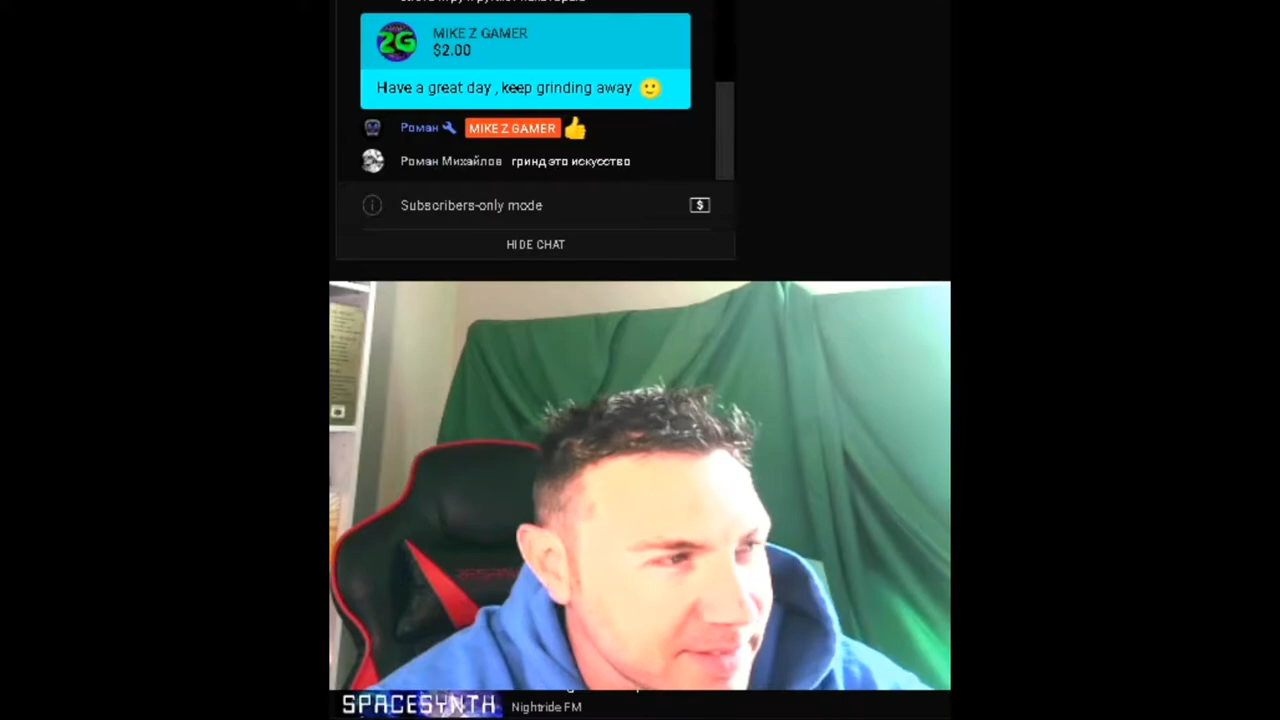 MIKE Z GAMER
$2.00
Have a great day , keep grinding away
Роман MIKE Z GAMER
Роман Михайлов гринд это искусство
Subscribers-only mode
$
HIDE CHAT
SPACESYNTH Nightride FM